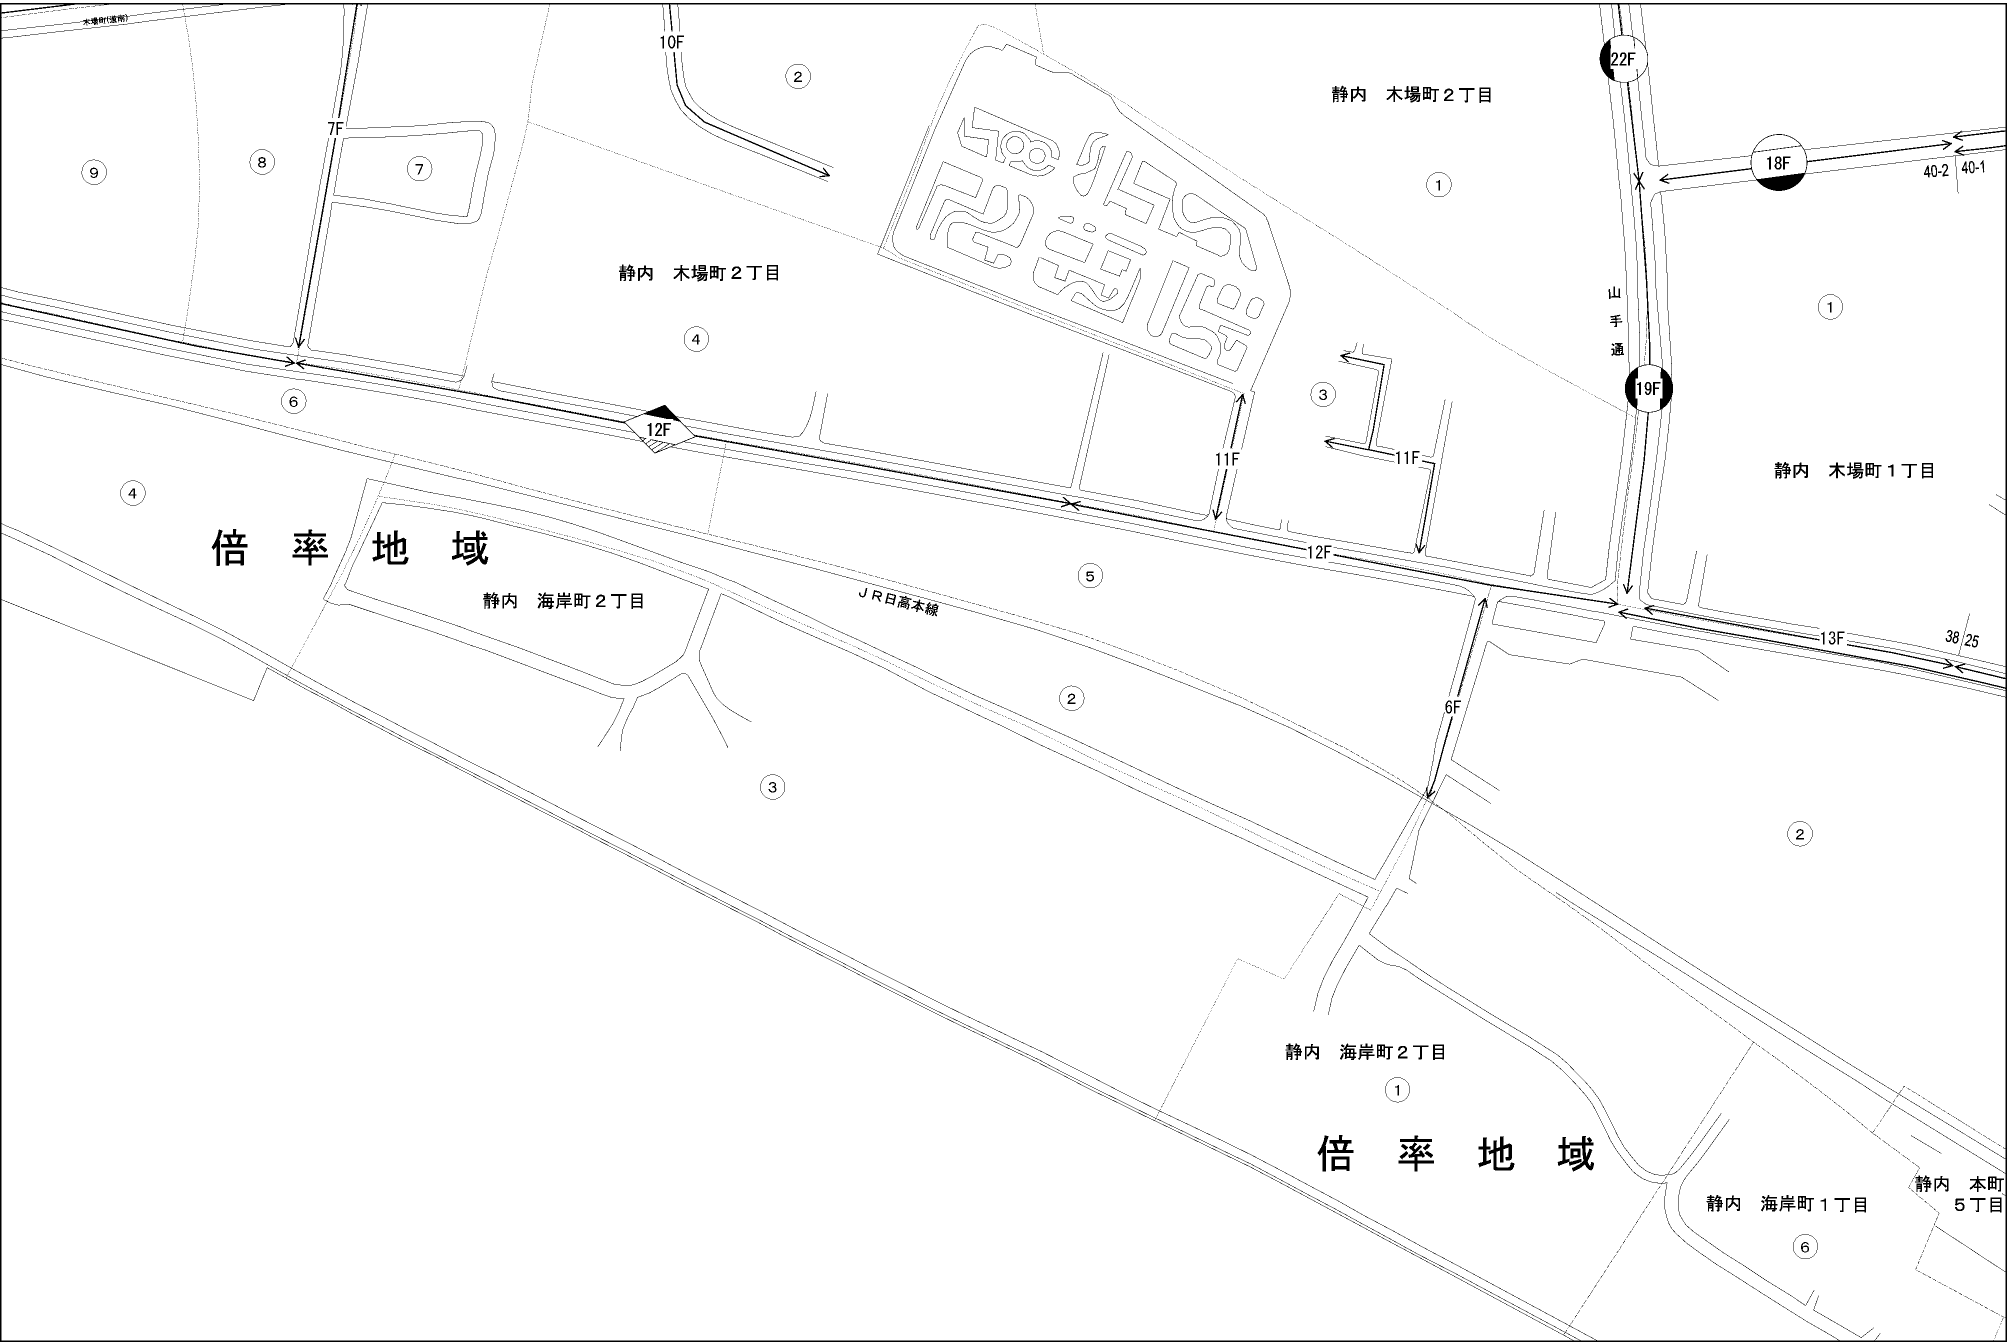 木場町(道南)
10F
②
22F
静内　木場町２丁目
7F
18F
⑨
⑧
⑦
40-2
40-1
①
静内　木場町２丁目
山手通
①
④
③
19F
⑥
12F
11F
11F
静内　木場町１丁目
④
倍率地域
12F
⑤
静内　海岸町２丁目
ＪＲ日高本線
13F
38
25
②
6F
③
②
静内　海岸町２丁目
①
倍率地域
静内　本町
５丁目
静内　海岸町１丁目
⑥